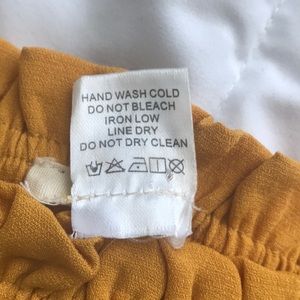 HAND WASH COLD
DO NOT BLEACH
IRON LOW
LINE DRY
DO NOT DRY CLEAN